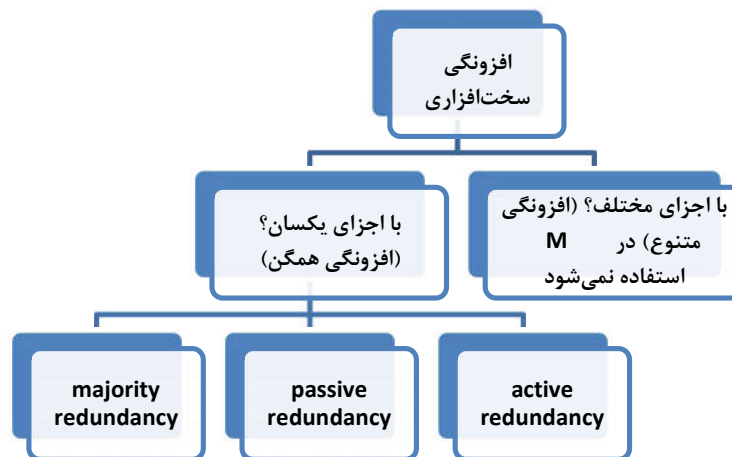 افزونگی
سخت‌افزاری
با اجزای یکسان؟
(افزونگی همگن)
با اجزای مختلف؟ (افزونگی
متنوع) در M
استفاده نمی‌شود
majority
redundancy
passive
redundancy
active
redundancy